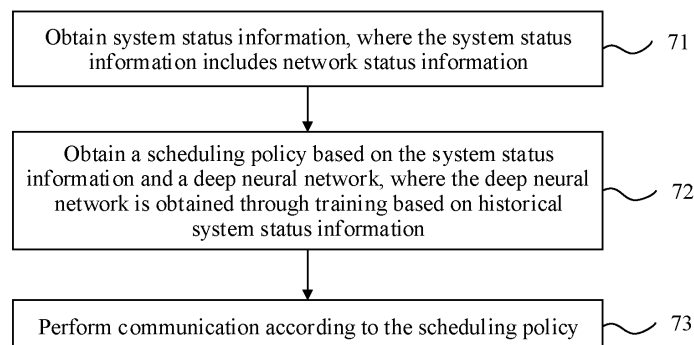 Obtain system status information, where the system status
information includes network status information
71
Obtain a scheduling policy based on the system status
information and a deep neural network, where the deep neural
network is obtained through training based on historical
system status information
72
Perform communication according to the scheduling policy
73